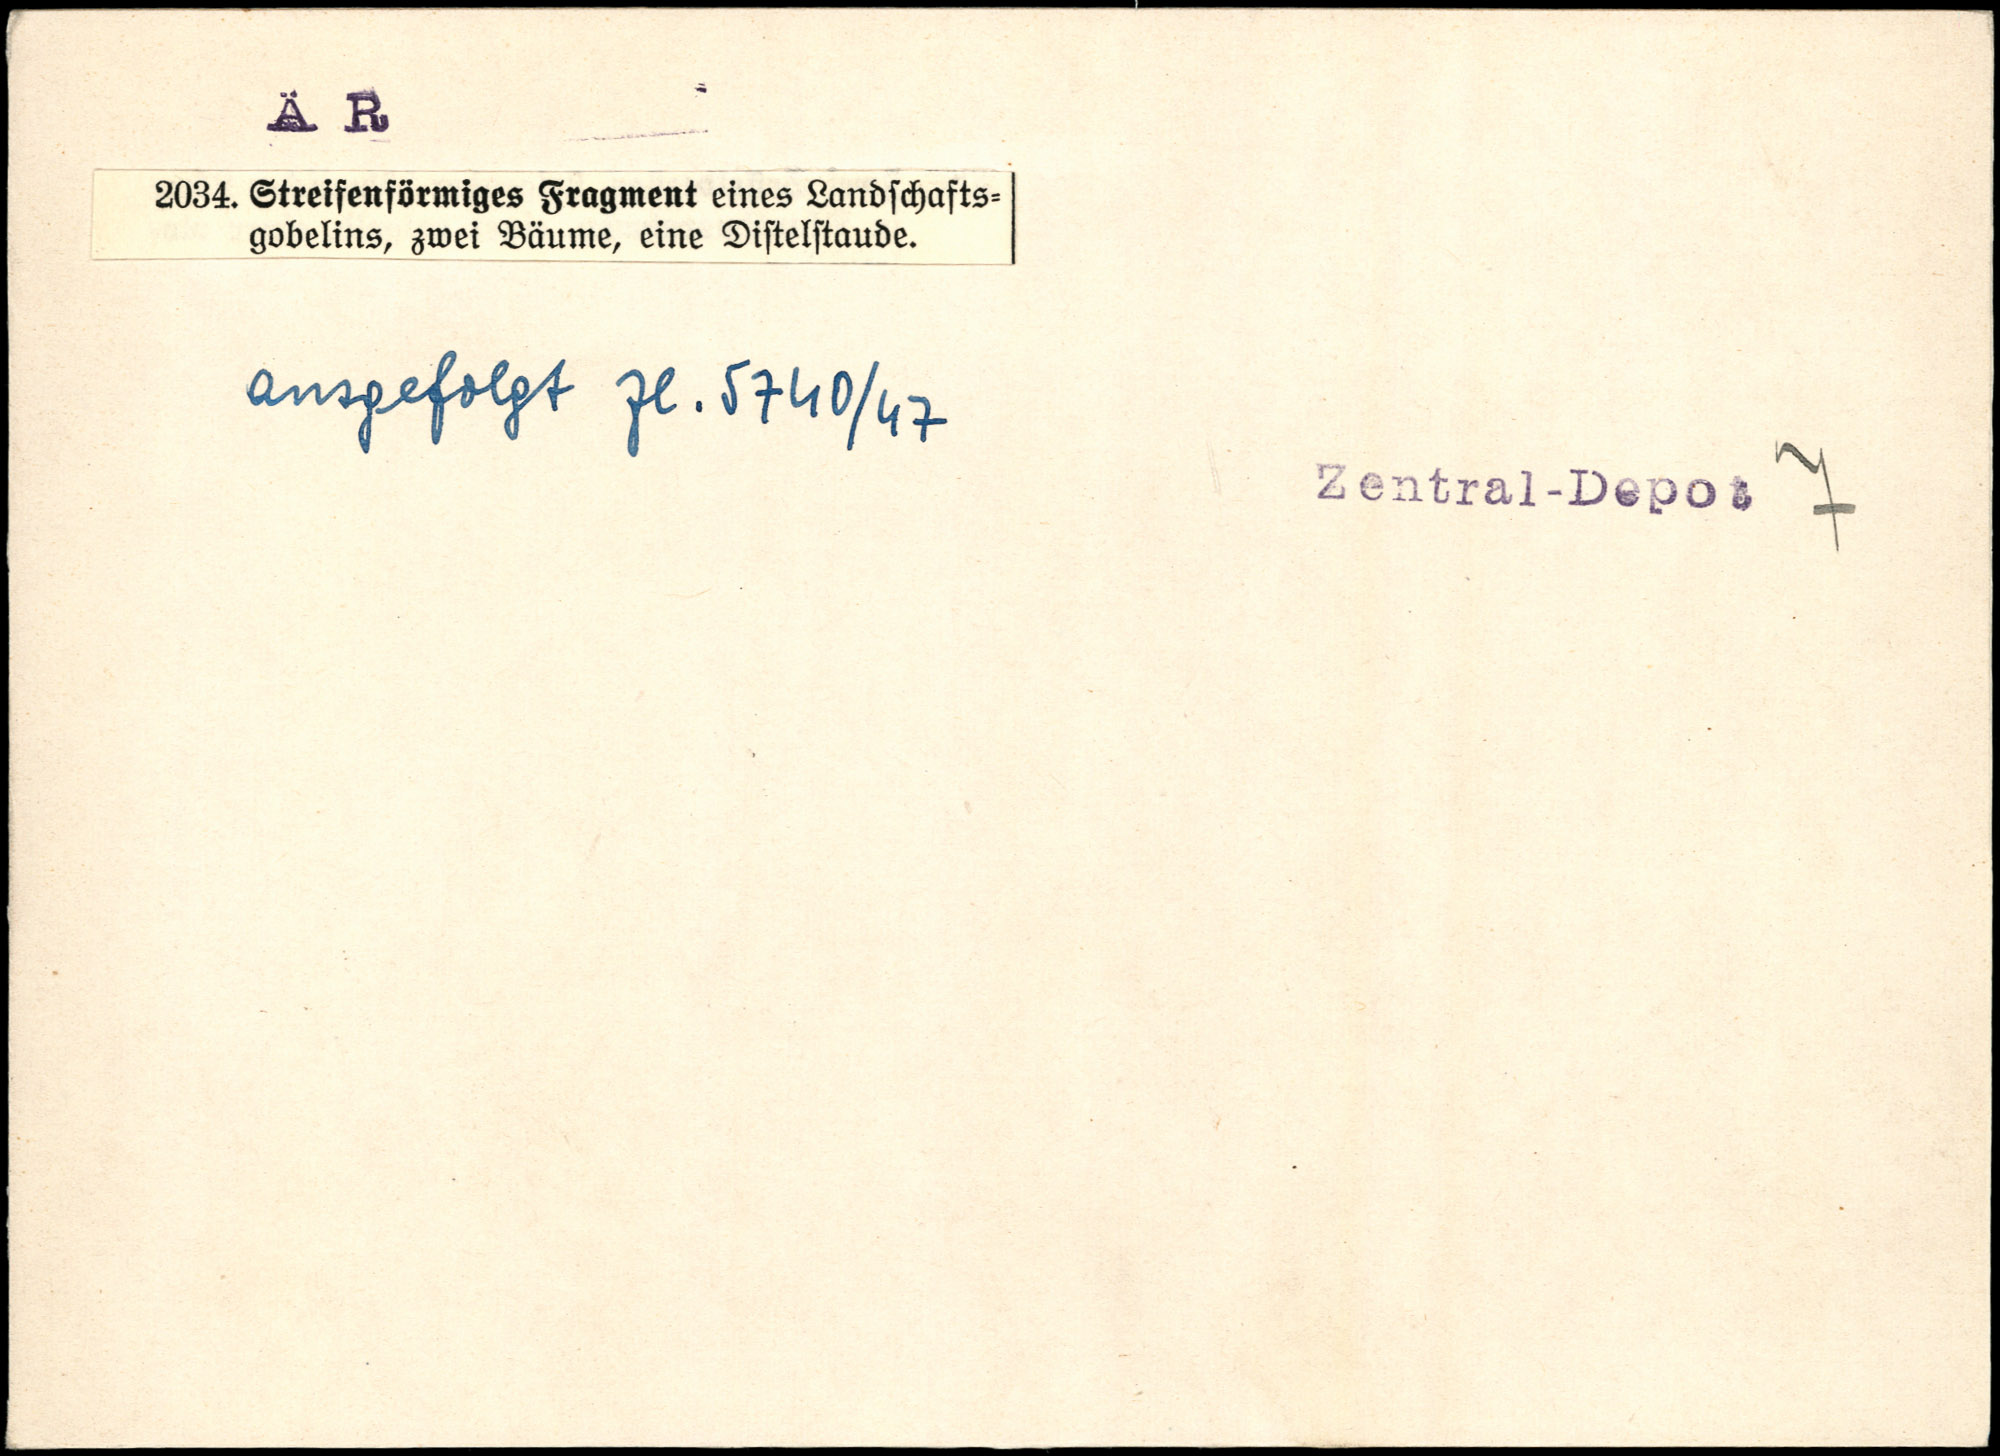 Ä R
2034. Streifenförmiges Fragment eines Landschafts=
gobelins, zwei Bäume, eine Distelstaude.
ausgefolgt Zl. 5740/47
Zentral-Depot 7